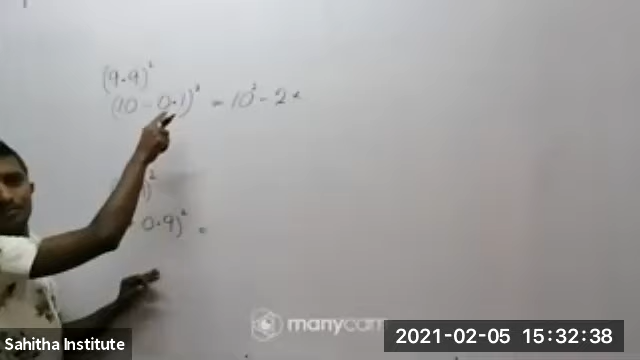 (9.9)²
(10 - 0.1)² = 10² - 2 ×
)²
0.9)² =
manycam
Sahitha Institute
2021-02-05 15:32:38